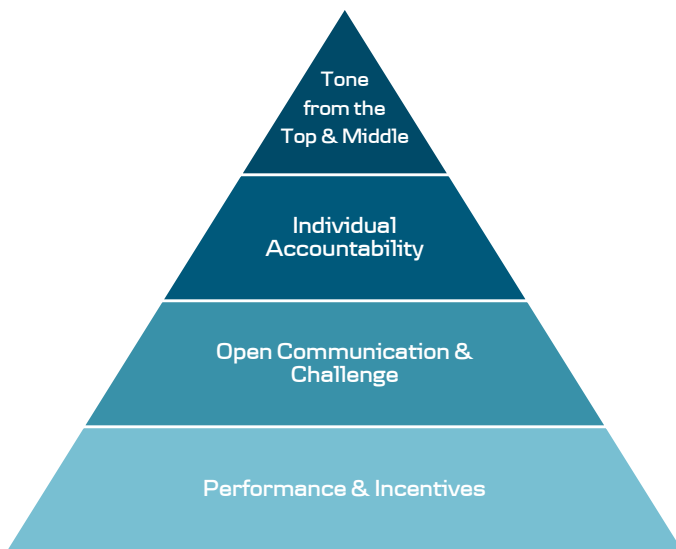 Tone
from the
Top & Middle
Individual
Accountability
Open Communication &
Challenge
Performance & Incentives